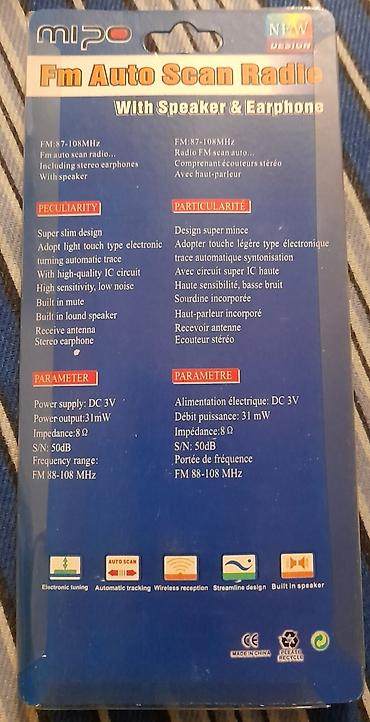 mipo
NEW
DESIGN
Fm Auto Scan Radio
With Speaker & Earphone
FM:87-108MHz
Fm auto scan radio...
Including stereo earphones
With speaker
FM:87-108MHz
Radio FM scan auto...
Comprenant écouteurs stéréo
Avec haut-parleur
PECULIARITY
Super slim design
Adopt light touch type electronic
turning automatic trace
With high-quality IC circuit
High sensitivity, low noise
Built in mute
Built in lound speaker
Receive antenna
Stereo earphone
PARTICULARITÉ
Design super mince
Adopter touche légère type électronique
trace automatique syntonisation
Avec circuit super IC haute
Haute sensibilité, basse bruit
Sourdine incorporée
Haut-parleur incorporé
Recevoir antenna
Ecouteur stéréo
PARAMETER
Power supply: DC 3V
Power output:31mW
Impedance:8Ω
S/N: 50dB
Frequency range:
FM 88-108 MHz
PARAMETRE
Alimentation électrique: DC 3V
Débit puissance: 31 mW
Impédance:8Ω
S/N: 50dB
Portée de fréquence
FM 88-108 MHz
AUTO SCAN
Electronic tuning
Automatic tracking
Wireless reception
Streamline design
Built in speaker
CE
MADE IN CHINA
PLEASE
RECYCLE